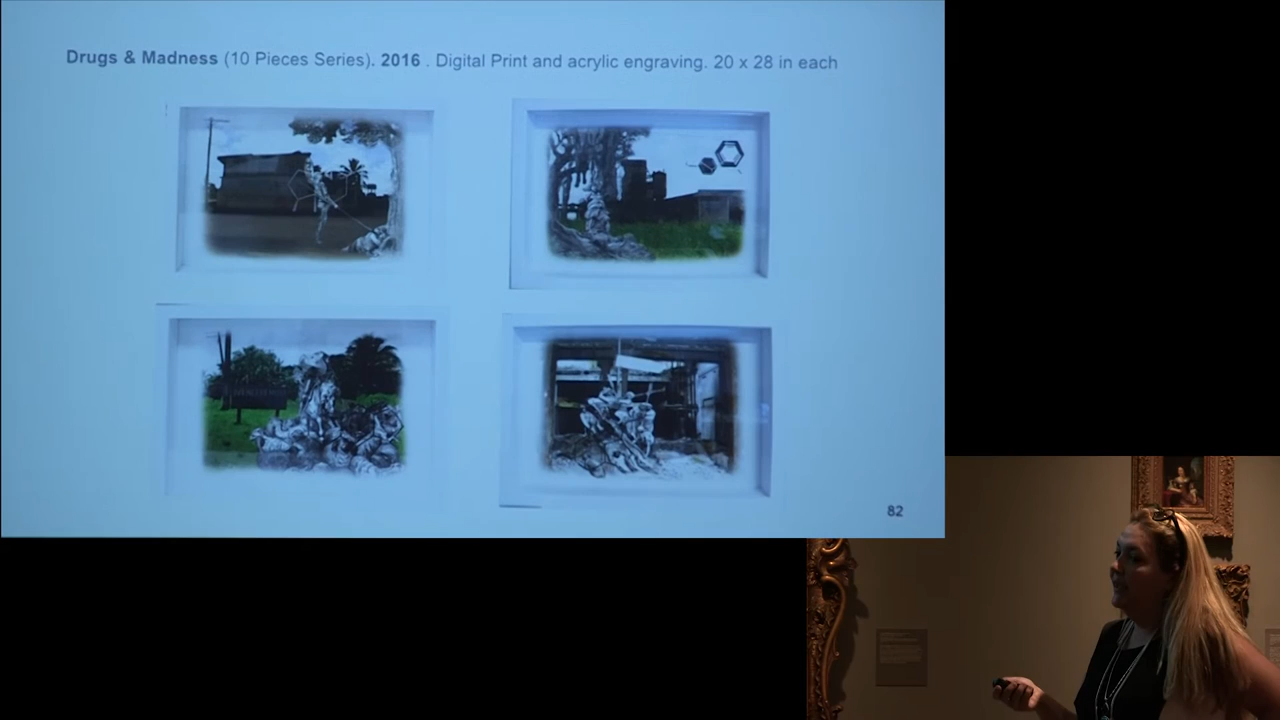 Drugs & Madness (10 Pieces Series). 2016 . Digital Print and acrylic engraving. 20 x 28 in each
82